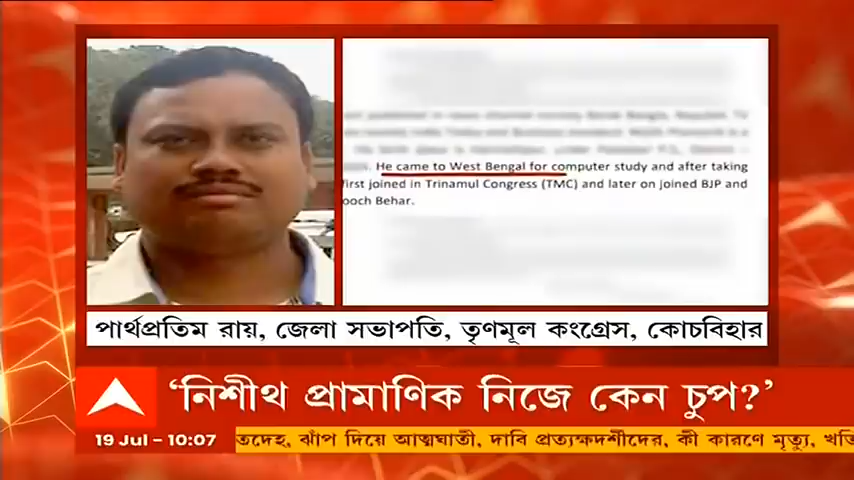 He came to West Bengal for computer study and after taking
first joined in Trinamul Congress (TMC) and later on joined BJP and
ooch Behar.
পার্থপ্রতিম রায়, জেলা সভাপতি, তৃণমূল কংগ্রেস, কোচবিহার
‘নিশীথ প্রামাণিক নিজে কেন চুপ?’
19 Jul - 10:07
তদেহ, ঝাঁপ দিয়ে আত্মঘাতী, দাবি প্রত্যক্ষদর্শীদের, কী কারণে মৃত্যু, খতি